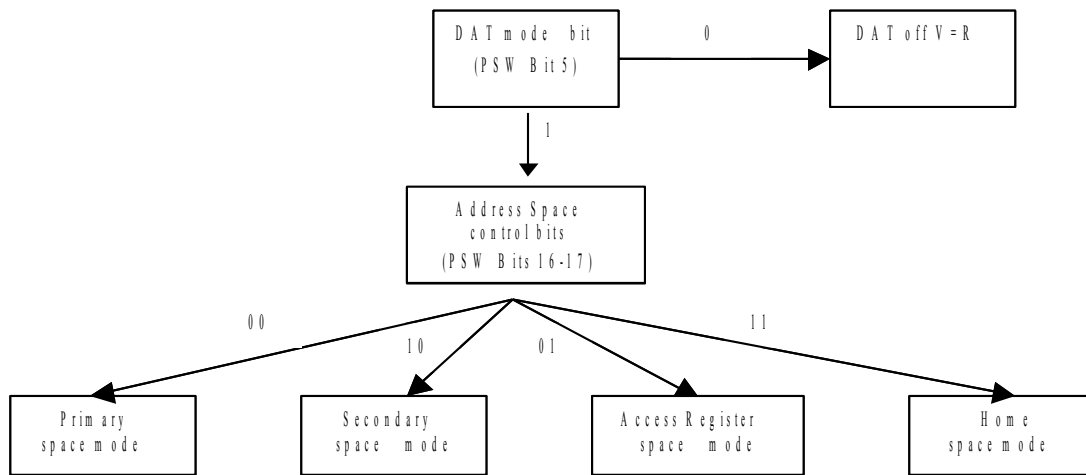 DAT mode bit
(PSW Bit 5)
0
DAT off V = R
1
Address Space
control bits
(PSW Bits 16-17)
00
10
01
11
Primary
space mode
Secondary
space mode
Access Register
space mode
Home
space mode